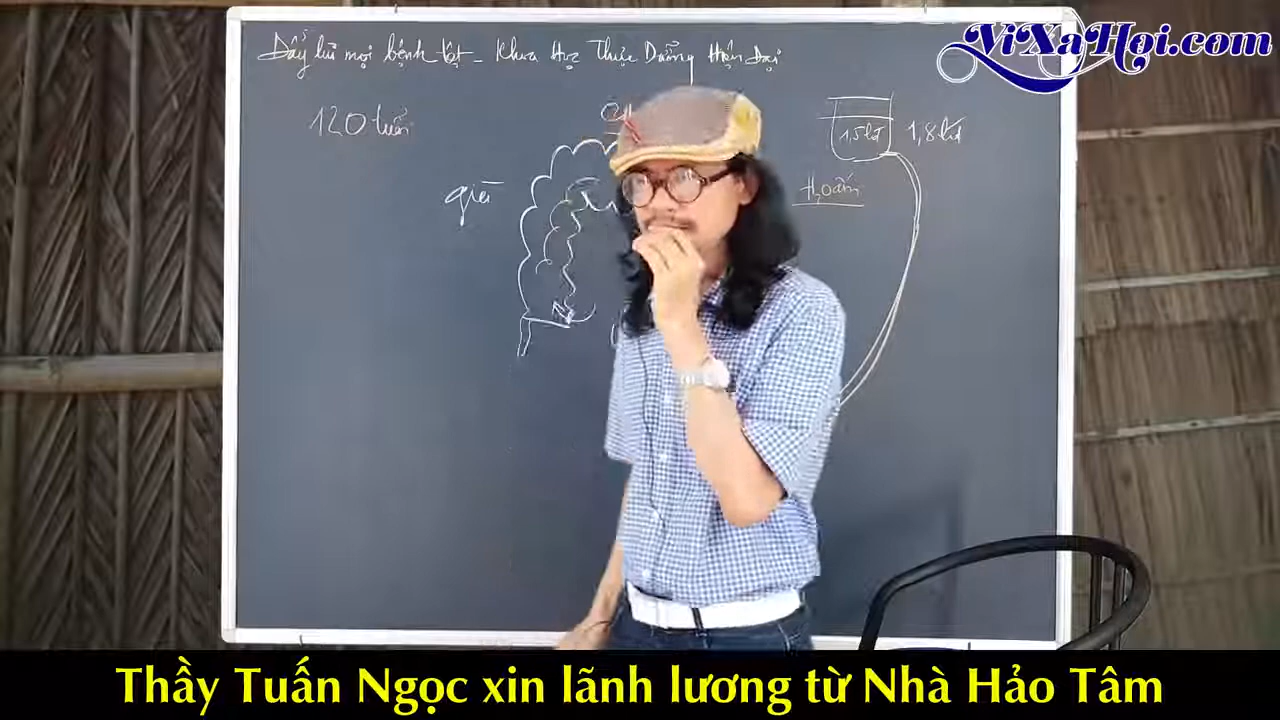 ViXaHoi.com
Đẩy lùi mọi bệnh tật - Khoa Học Thực Dưỡng Hiện Đại
120 tuổi
1,5 lít 1,8 lít
già
H₂O ấm
Thầy Tuấn Ngọc xin lãnh lương từ Nhà Hảo Tâm